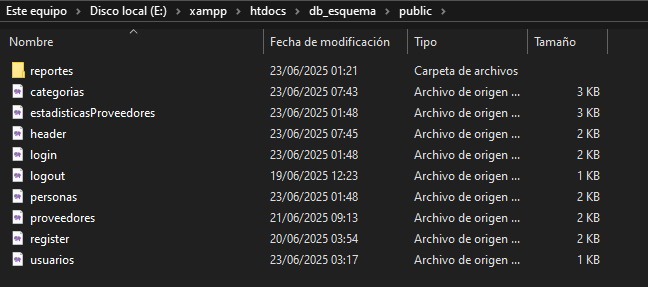 Este equipo > Disco local (E:) > xampp > htdocs > db_esquema > public >
Nombre Fecha de modificación Tipo Tamaño
reportes 23/06/2025 01:21 Carpeta de archivos
categorias 23/06/2025 07:43 Archivo de origen ... 3 KB
estadisticasProveedores 23/06/2025 01:48 Archivo de origen ... 3 KB
header 23/06/2025 07:45 Archivo de origen ... 2 KB
login 23/06/2025 01:48 Archivo de origen ... 2 KB
logout 19/06/2025 12:23 Archivo de origen ... 1 KB
personas 23/06/2025 01:48 Archivo de origen ... 2 KB
proveedores 21/06/2025 09:13 Archivo de origen ... 2 KB
register 20/06/2025 03:54 Archivo de origen ... 2 KB
usuarios 23/06/2025 03:17 Archivo de origen ... 1 KB